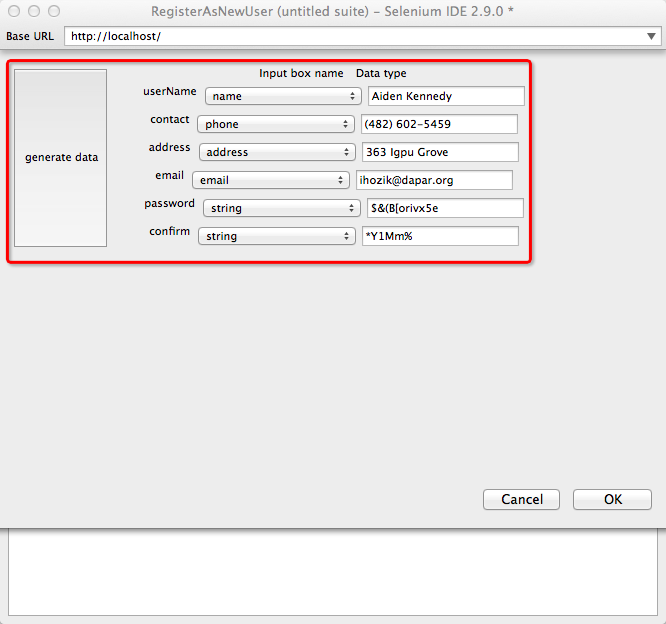 RegisterAsNewUser (untitled suite) – Selenium IDE 2.9.0 *
Base URL http://localhost/
Input box name Data type
userName name Aiden Kennedy
contact phone (482) 602-5459
generate data
address address 363 Igpu Grove
email email ihozik@dapar.org
password string $&(B[orivx5e
confirm string *Y1Mm%
Cancel OK